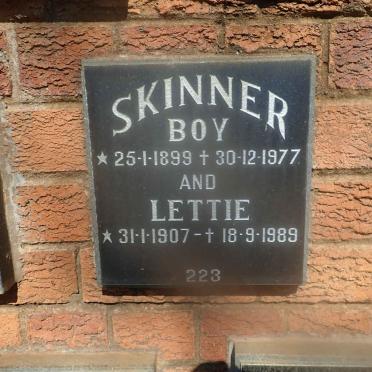 SKINNER
BOY
★ 25·1·1899 ✝ 30·12·1977
AND
LETTIE
★ 31·1·1907 – ✝ 18·9·1989
223